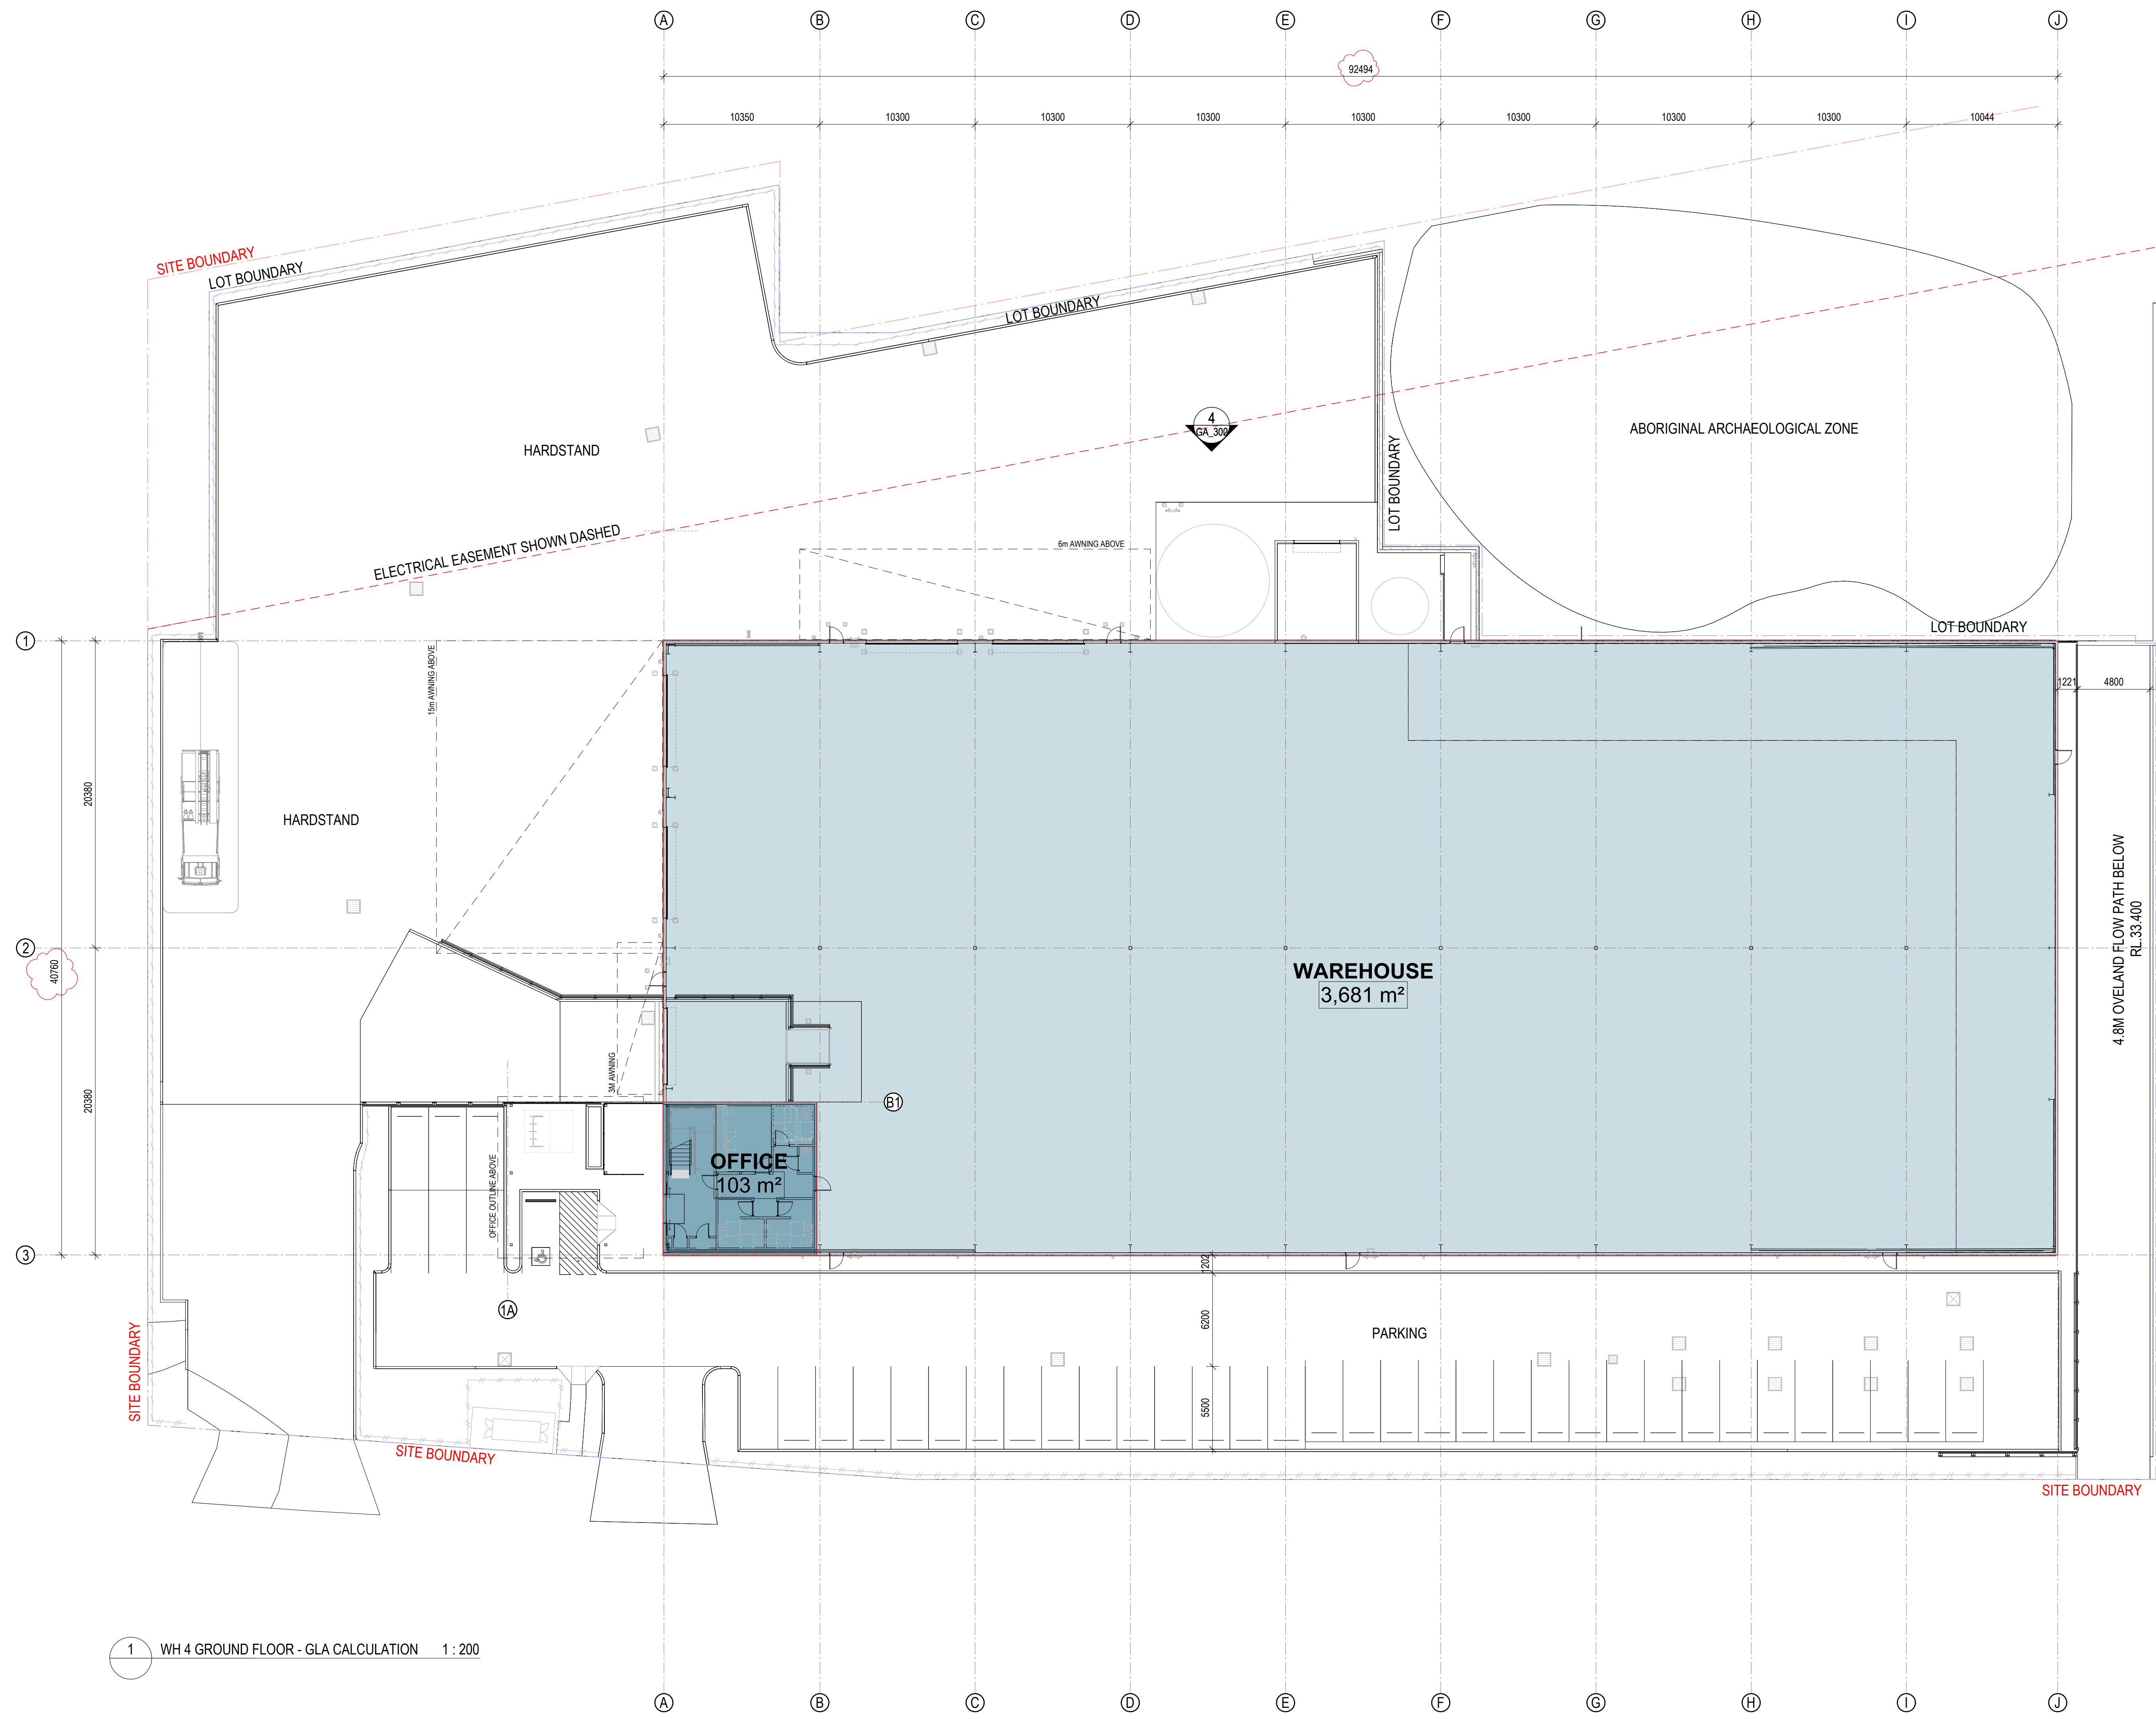 A B C D E F G H I J
92494
10350 10300 10300 10300 10300 10300 10300 10300 10044
SITE BOUNDARY
LOT BOUNDARY
LOT BOUNDARY
4
GA_300
HARDSTAND
ABORIGINAL ARCHAEOLOGICAL ZONE
LOT BOUNDARY
ELECTRICAL EASEMENT SHOWN DASHED
6m AWNING ABOVE
LOT BOUNDARY
1
15m AWNING ABOVE
1221 4800
20380
HARDSTAND
4.8M OVELAND FLOW PATH BELOW
RL.33.400
2
40760
WAREHOUSE
3,681 m²
3M AWNING
B1
20380
OFFICE
103 m²
OFFICE OUTLINE ABOVE
3
1202
1A
6200
PARKING
SITE BOUNDARY
5500
SITE BOUNDARY
SITE BOUNDARY
1 WH 4 GROUND FLOOR - GLA CALCULATION 1 : 200
A B C D E F G H I J